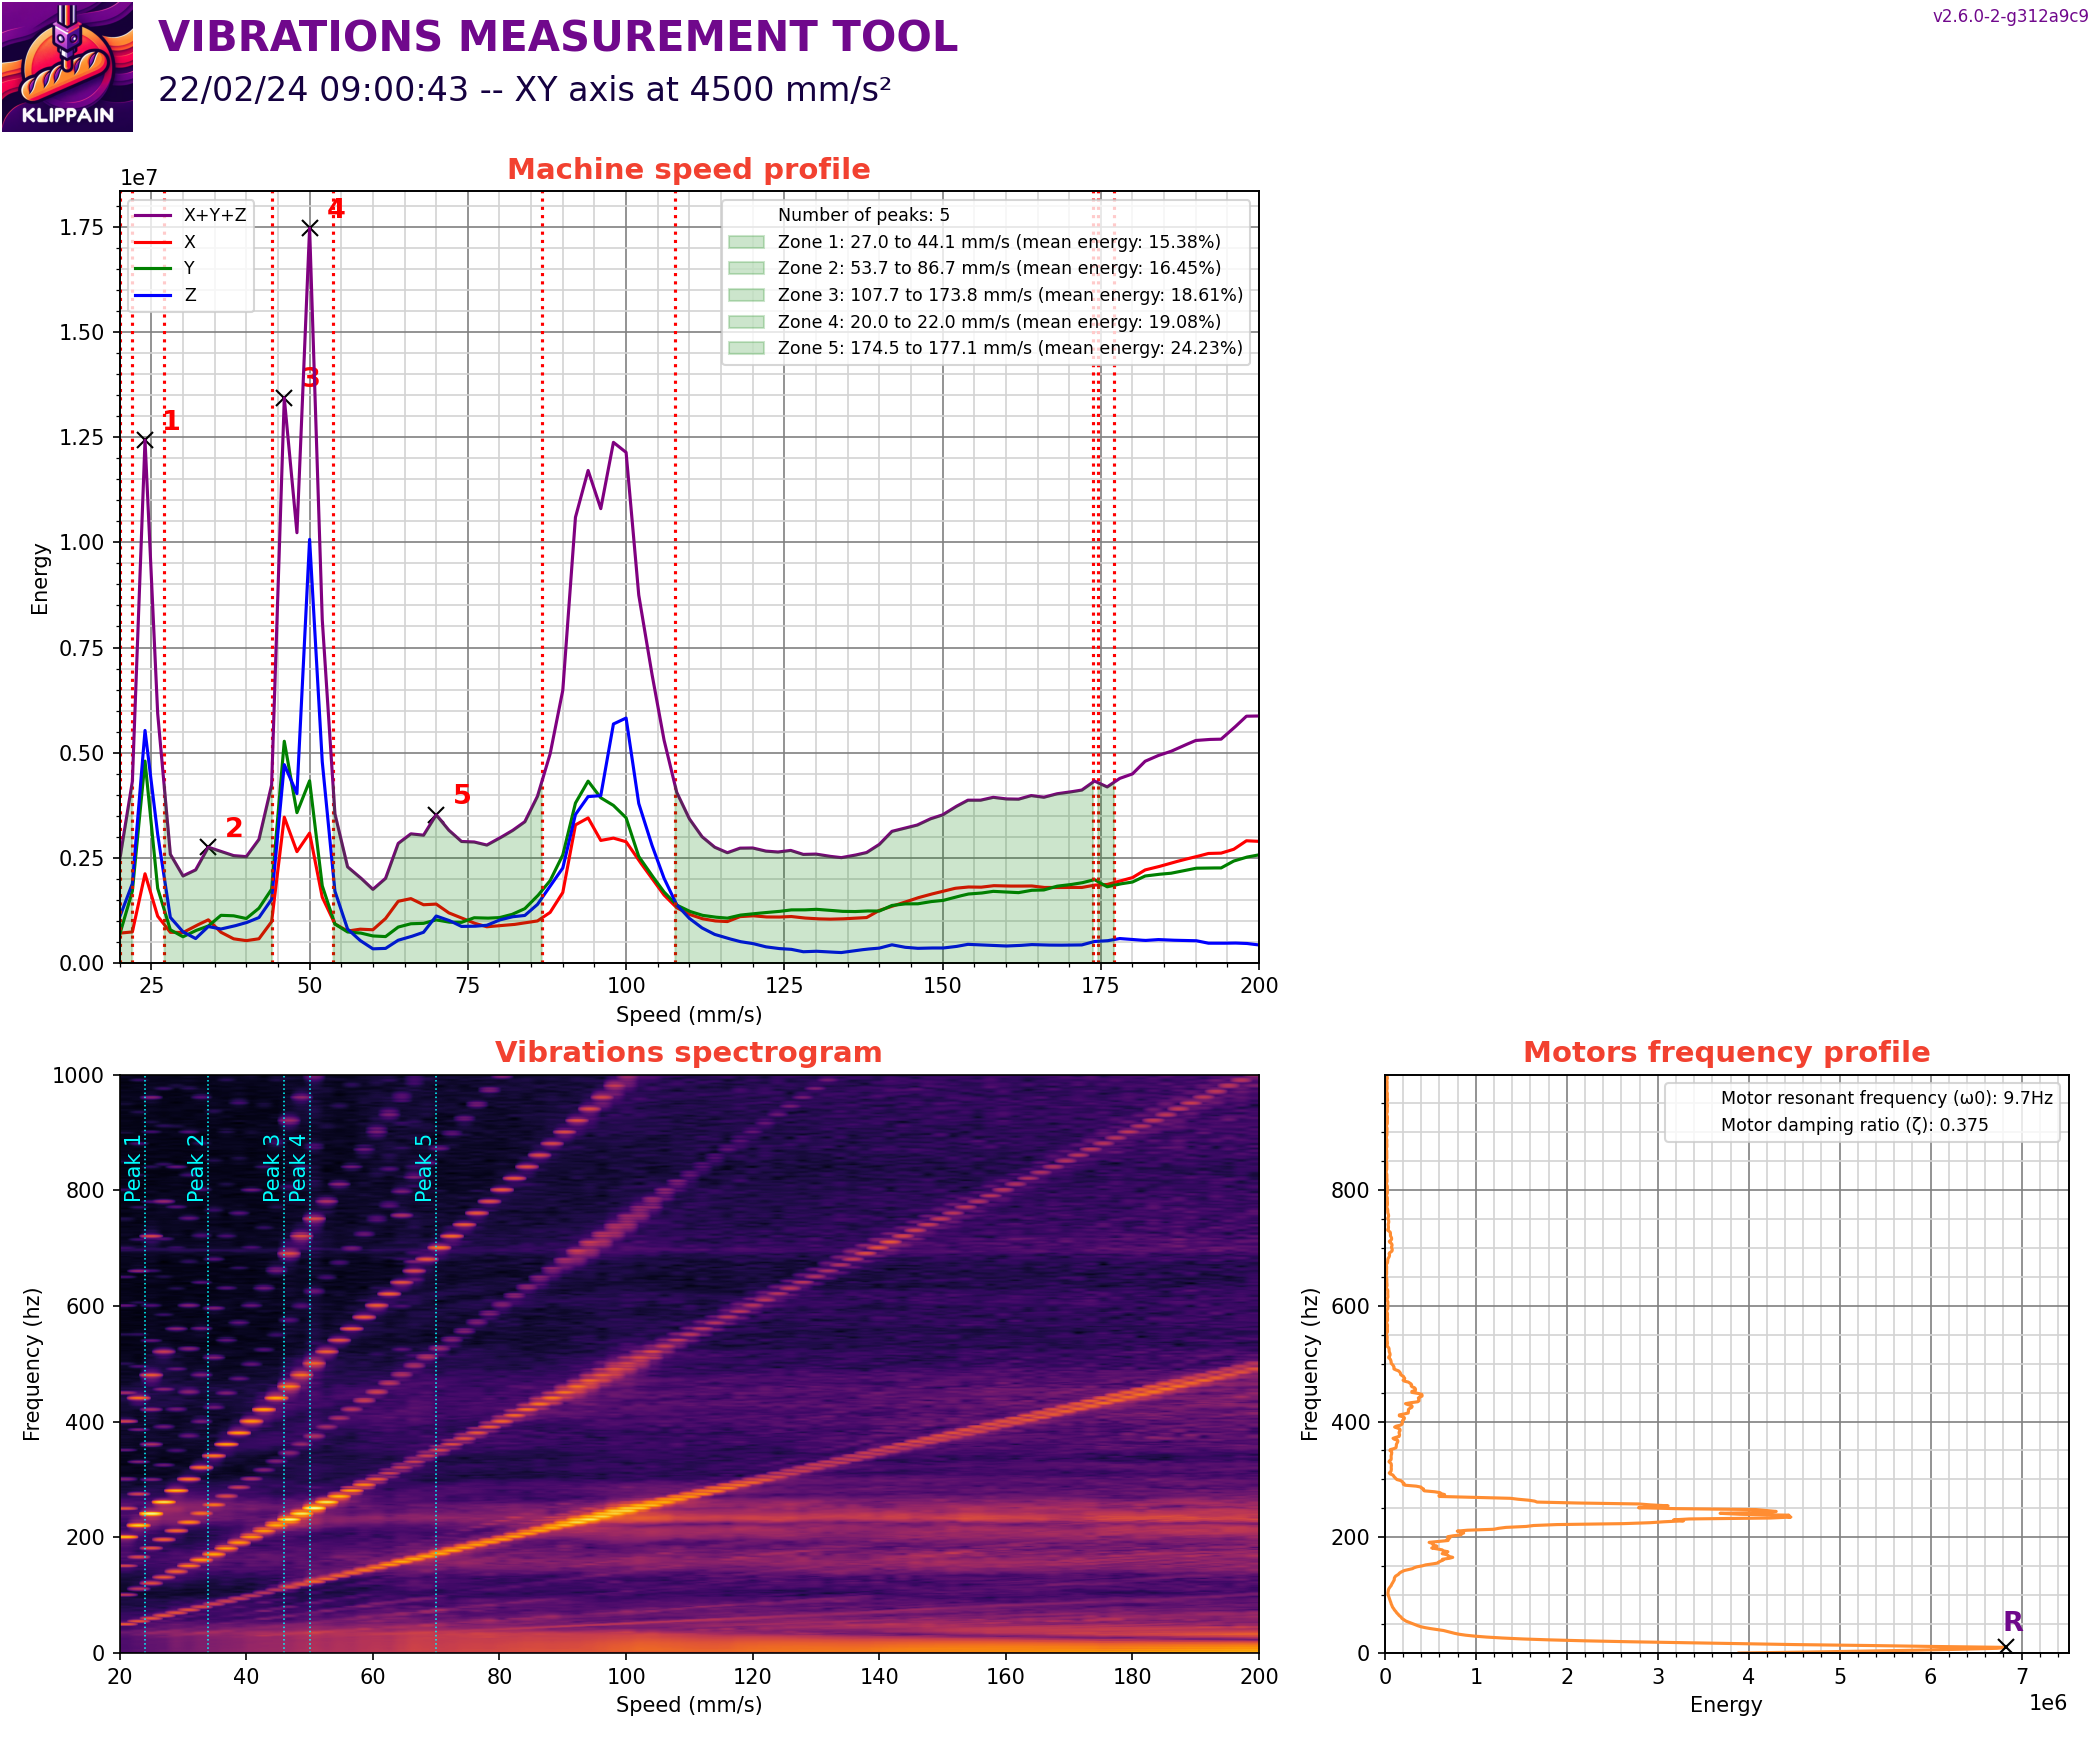 v2.6.0-2-g312a9c9
VIBRATIONS MEASUREMENT TOOL
22/02/24 09:00:43 -- XY axis at 4500 mm/s²
KLIPPAIN
Machine speed profile
1e7
X+Y+Z
X
Y
Z
Number of peaks: 5
Zone 1: 27.0 to 44.1 mm/s (mean energy: 15.38%)
Zone 2: 53.7 to 86.7 mm/s (mean energy: 16.45%)
Zone 3: 107.7 to 173.8 mm/s (mean energy: 18.61%)
Zone 4: 20.0 to 22.0 mm/s (mean energy: 19.08%)
Zone 5: 174.5 to 177.1 mm/s (mean energy: 24.23%)
4
3
1
5
2
1.75
1.50
1.25
1.00
0.75
0.50
0.25
0.00
Energy
25 50 75 100 125 150 175 200
Speed (mm/s)
Vibrations spectrogram
1000
800
600
400
200
0
Frequency (hz)
Peak 1
Peak 2
Peak 3
Peak 4
Peak 5
20 40 60 80 100 120 140 160 180 200
Speed (mm/s)
Motors frequency profile
Motor resonant frequency (ω0): 9.7Hz
Motor damping ratio (ζ): 0.375
800
600
400
200
0
Frequency (hz)
R
0 1 2 3 4 5 6 7
1e6
Energy